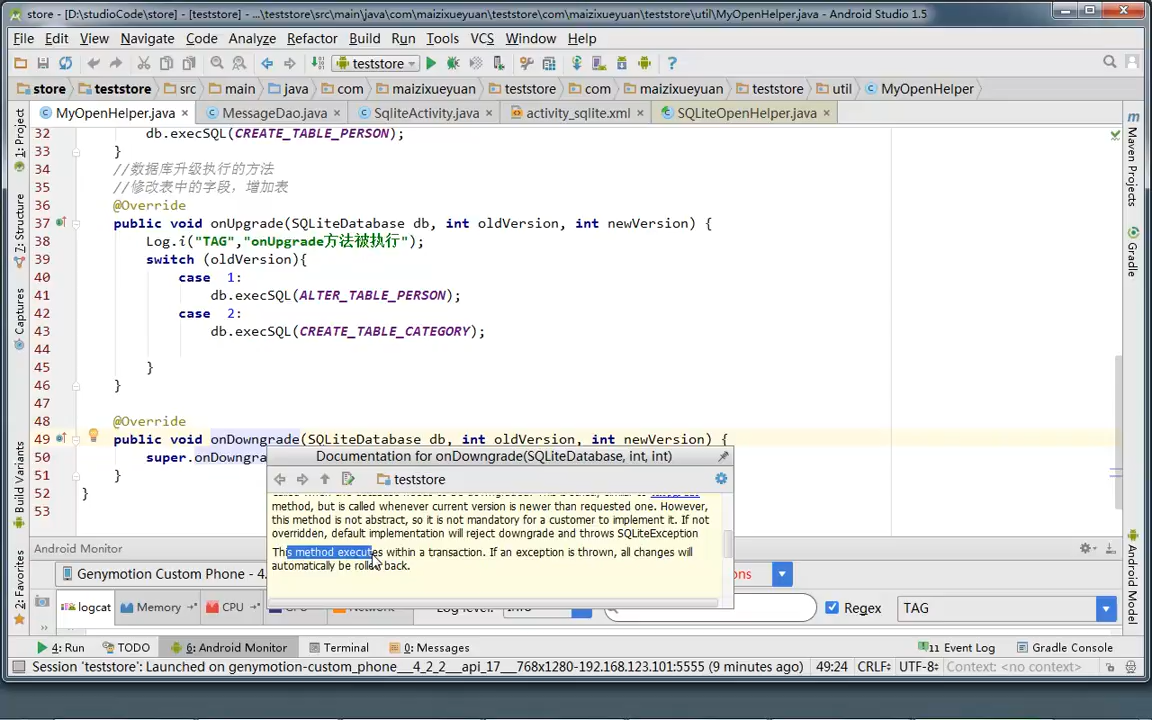 store - [D:\studioCode\store] - [teststore] - ...\teststore\src\main\java\com\maizixueyuan\teststore\com\maizixueyuan\teststore\util\MyOpenHelper.java - Android Studio 1.5
File Edit View Navigate Code Analyze Refactor Build Run Tools VCS Window Help
teststore
store teststore src main java com maizixueyuan teststore com maizixueyuan teststore util MyOpenHelper
MyOpenHelper.java MessageDao.java SqliteActivity.java activity_sqlite.xml SQLiteOpenHelper.java
32 db.execSQL(CREATE_TABLE_PERSON);
33 }
34 //数据库升级执行的方法
35 //修改表中的字段，增加表
36 @Override
37 public void onUpgrade(SQLiteDatabase db, int oldVersion, int newVersion) {
38 Log.i("TAG","onUpgrade方法被执行");
39 switch (oldVersion){
40 case 1:
41 db.execSQL(ALTER_TABLE_PERSON);
42 case 2:
43 db.execSQL(CREATE_TABLE_CATEGORY);
44
45 }
46 }
47
48 @Override
49 public void onDowngrade(SQLiteDatabase db, int oldVersion, int newVersion) {
50 super.onDowngra
51 }
52 }
53
Documentation for onDowngrade(SQLiteDatabase, int, int)
teststore
method, but is called whenever current version is newer than requested one. However,
this method is not abstract, so it is not mandatory for a customer to implement it. If not
overridden, default implementation will reject downgrade and throws SQLiteException
This method executes within a transaction. If an exception is thrown, all changes will
automatically be rolled back.
Android Monitor
Genymotion Custom Phone - 4. ons
logcat Memory CPU Network Log level: Info Regex TAG
4: Run TODO 6: Android Monitor Terminal 0: Messages 11 Event Log Gradle Console
Session 'teststore': Launched on genymotion-custom_phone__4_2_2__api_17__768x1280-192.168.123.101:5555 (9 minutes ago) 49:24 CRLF UTF-8 Context: <no context>
1: Project
7: Structure
Captures
Build Variants
2: Favorites
Maven Projects
Gradle
Android Model